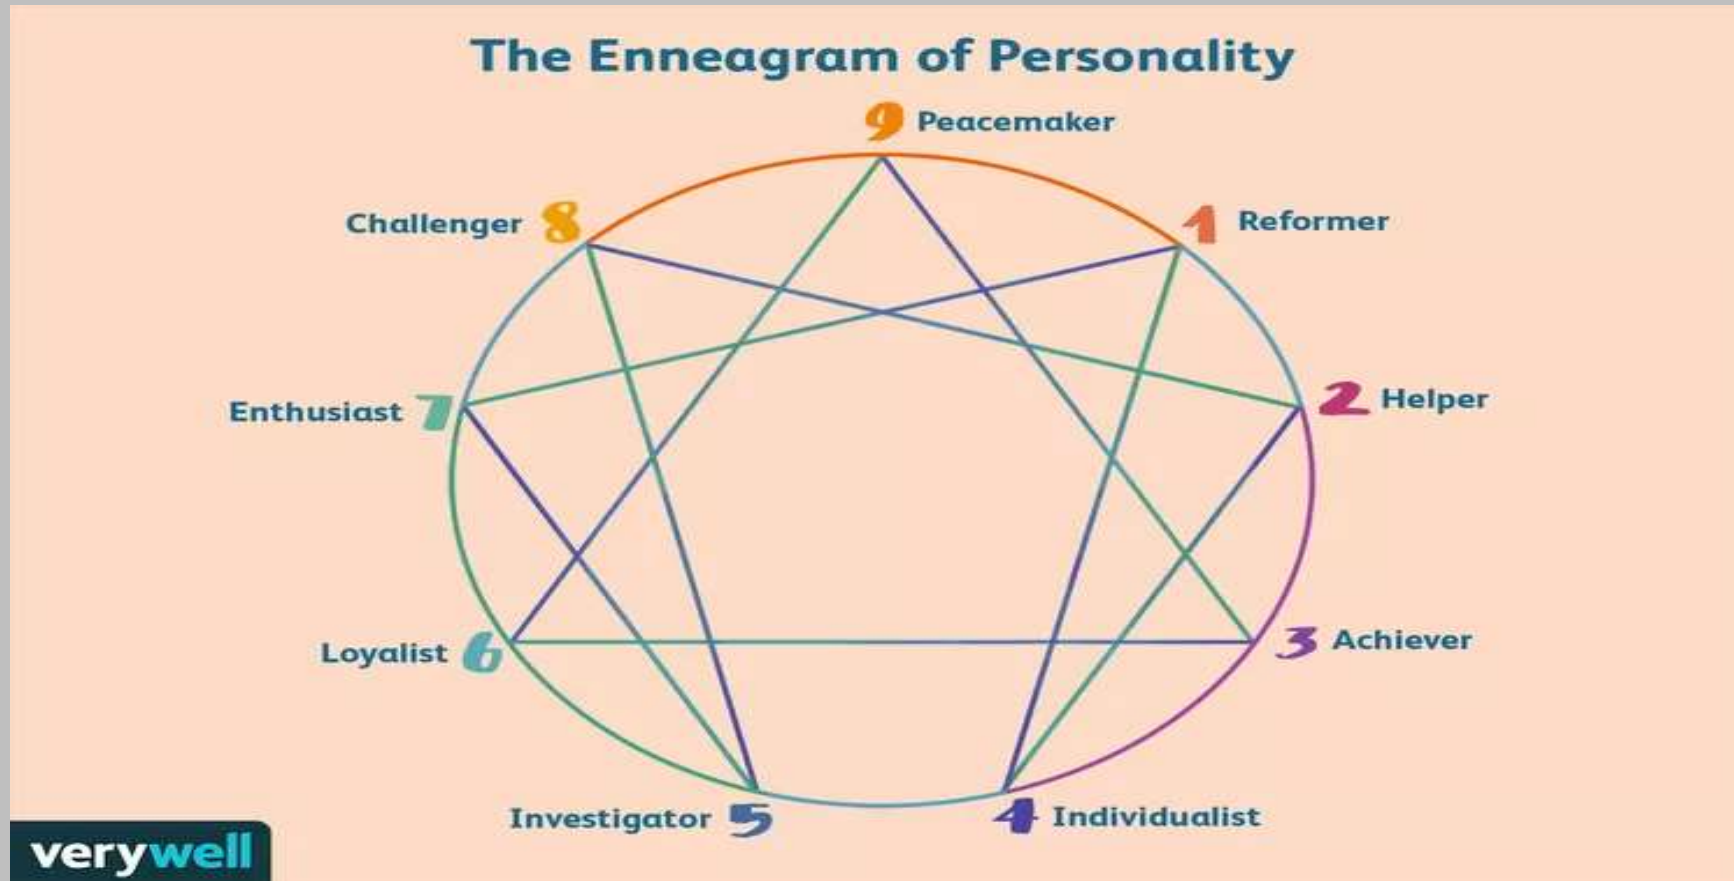 The Enneagram of Personality
9 Peacemaker
Challenger 8
1 Reformer
Enthusiast 7
2 Helper
Loyalist 6
3 Achiever
Investigator 5
4 Individualist
verywell